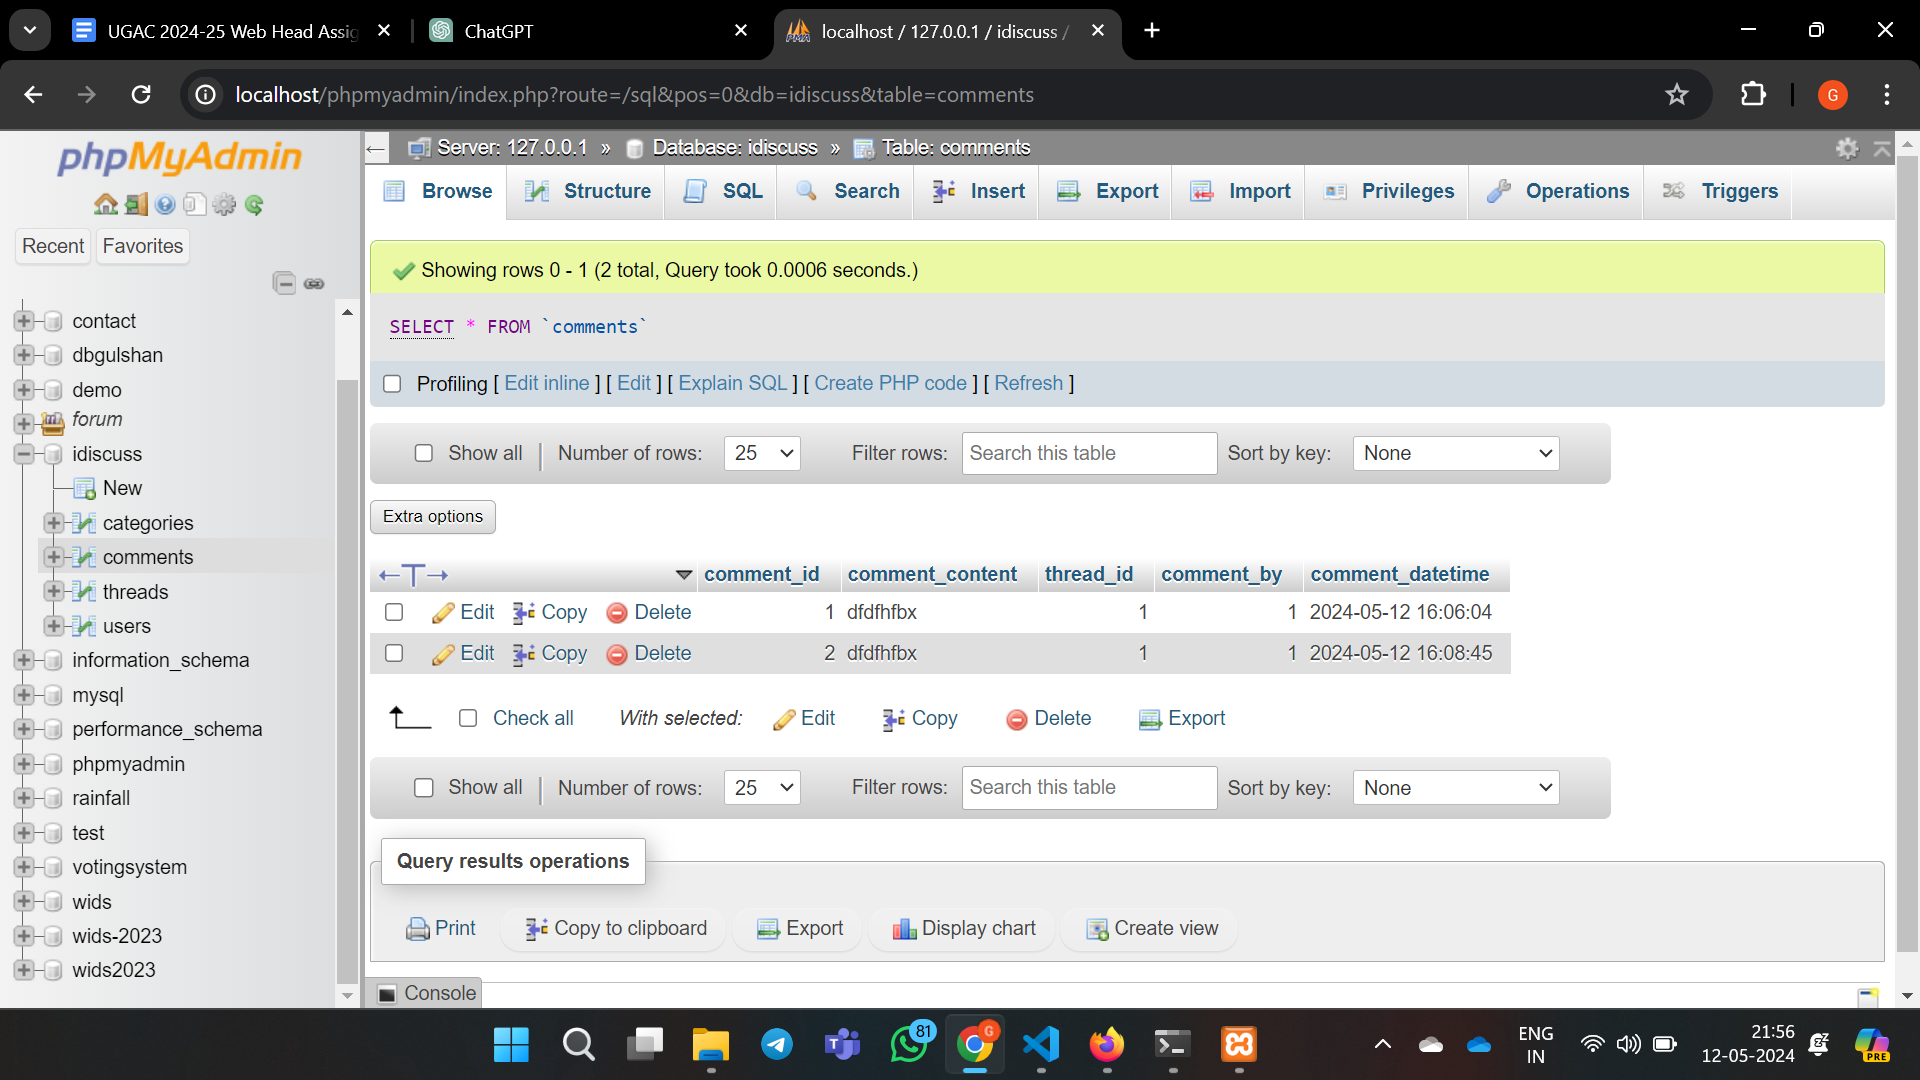 UGAC 2024-25 Web Head Assig
ChatGPT
localhost / 127.0.0.1 / idiscuss /
localhost/phpmyadmin/index.php?route=/sql&pos=0&db=idiscuss&table=comments
G
phpMyAdmin
Recent Favorites
contact
dbgulshan
demo
forum
idiscuss
New
categories
comments
threads
users
information_schema
mysql
performance_schema
phpmyadmin
rainfall
test
votingsystem
wids
wids-2023
wids2023
Server: 127.0.0.1 » Database: idiscuss » Table: comments
Browse Structure SQL Search Insert Export Import Privileges Operations Triggers
Showing rows 0 - 1 (2 total, Query took 0.0006 seconds.)
SELECT * FROM `comments`
Profiling [ Edit inline ] [ Edit ] [ Explain SQL ] [ Create PHP code ] [ Refresh ]
Show all | Number of rows: 25 Filter rows: Search this table Sort by key: None
Extra options
comment_id comment_content thread_id comment_by comment_datetime
Edit Copy Delete 1 dfdfhfbx 1 1 2024-05-12 16:06:04
Edit Copy Delete 2 dfdfhfbx 1 1 2024-05-12 16:08:45
Check all With selected: Edit Copy Delete Export
Show all | Number of rows: 25 Filter rows: Search this table Sort by key: None
Query results operations
Print Copy to clipboard Export Display chart Create view
Console
81
G
ENG
IN
21:56
12-05-2024
PRE